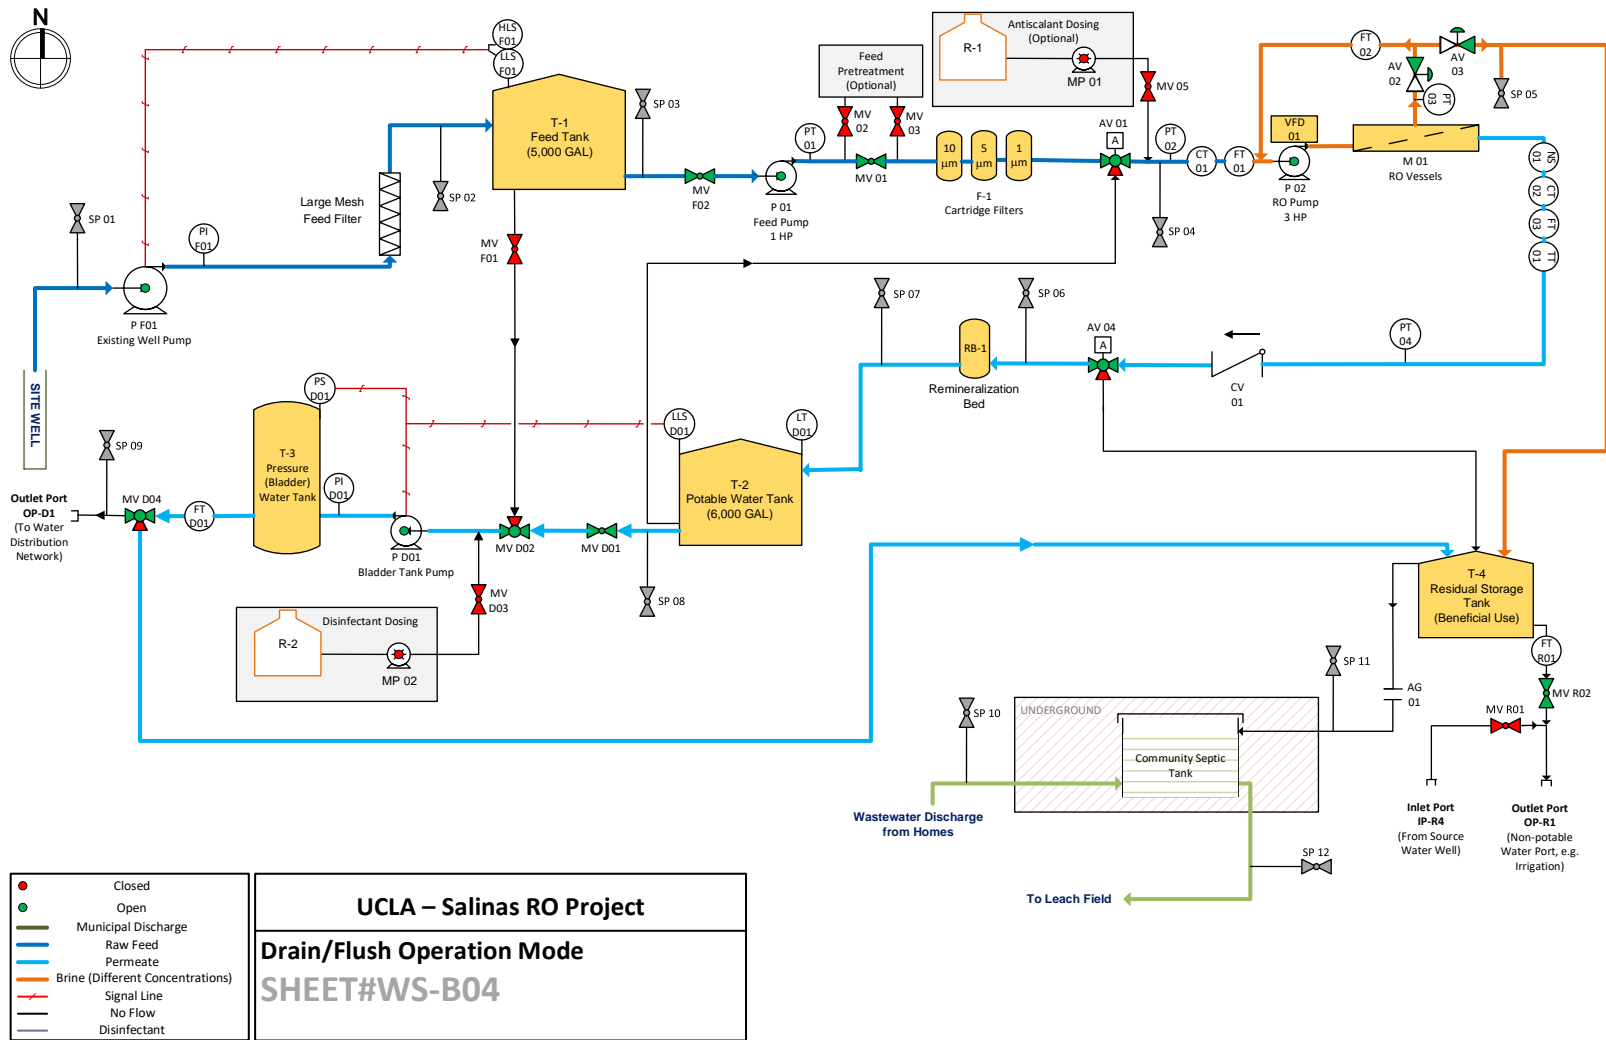 N
HLS
F01
LLS
F01
SP 03
T-1
Feed Tank
(5,000 GAL)
SP 02
Large Mesh
Feed Filter
SP 01
PI
F01
P F01
Existing Well Pump
SITE WELL
MV
F01
MV
F02
P 01
Feed Pump
1 HP
PT
01
Feed
Pretreatment
(Optional)
MV
02
MV
03
MV 01
10
µm
5
µm
1
µm
F-1
Cartridge Filters
R-1
Antiscalant Dosing
(Optional)
MP 01
MV 05
AV 01
A
PT
02
SP 04
CT
01
FT
01
VFD
01
P 02
RO Pump
3 HP
FT
02
AV
02
AV
03
PT
03
SP 05
M 01
RO Vessels
NS
01
CT
02
FT
03
TT
01
PT
04
CV
01
AV 04
A
SP 06
SP 07
RB-1
Remineralization
Bed
PS
D01
LLS
D01
LT
D01
T-2
Potable Water Tank
(6,000 GAL)
T-3
Pressure
(Bladder)
Water Tank
PI
D01
SP 09
Outlet Port
OP-D1
(To Water
Distribution
Network)
MV D04
FT
D01
P D01
Bladder Tank Pump
MV D02
MV D01
SP 08
MV
D03
Disinfectant Dosing
R-2
MP 02
T-4
Residual Storage
Tank
(Beneficial Use)
FT
R01
MV R02
MV R01
AG
01
SP 11
SP 10
UNDERGROUND
Community Septic
Tank
Wastewater Discharge
from Homes
SP 12
To Leach Field
Inlet Port
IP-R4
(From Source
Water Well)
Outlet Port
OP-R1
(Non-potable
Water Port, e.g.
Irrigation)
Closed
Open
Municipal Discharge
Raw Feed
Permeate
Brine (Different Concentrations)
Signal Line
No Flow
Disinfectant
UCLA – Salinas RO Project
Drain/Flush Operation Mode
SHEET#WS-B04